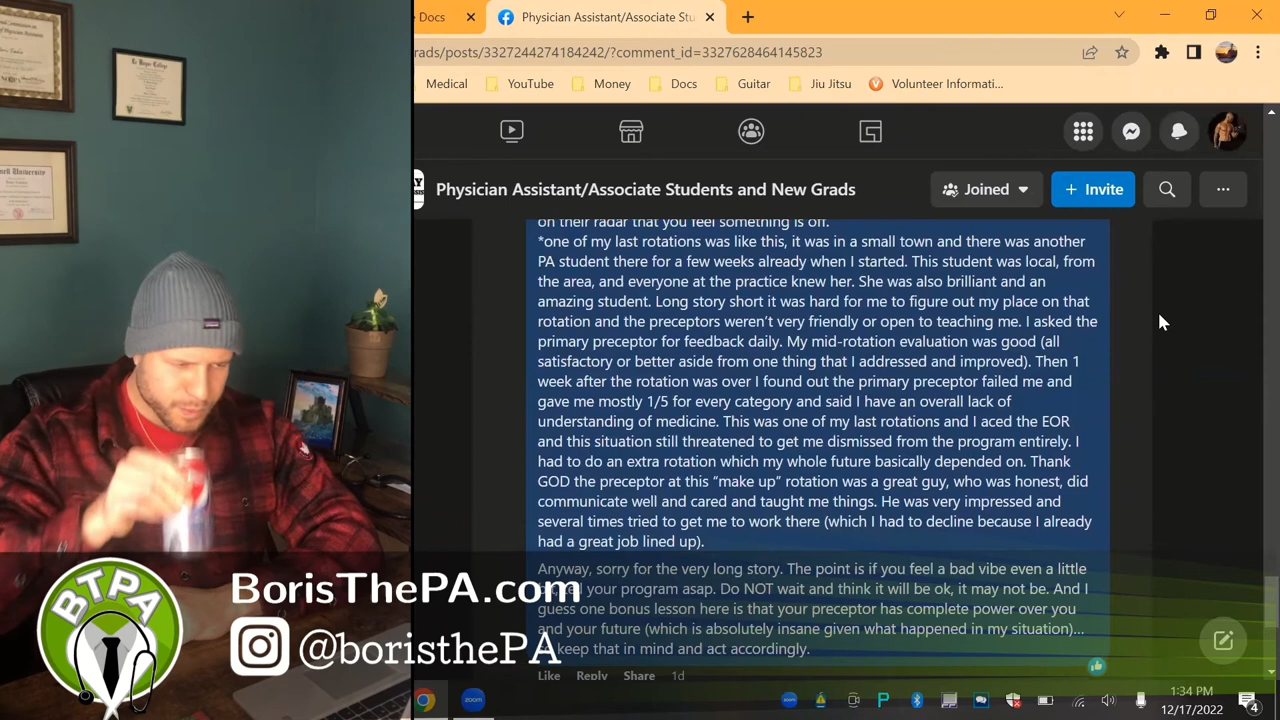 Docs
Physician Assistant/Associate Stu
rads/posts/3327244274184242/?comment_id=3327628464145823
Medical
YouTube
Money
Docs
Guitar
Jiu Jitsu
Volunteer Informati...
Physician Assistant/Associate Students and New Grads
Joined
+ Invite
on their radar that you feel something is off.
*one of my last rotations was like this, it was in a small town and there was another
PA student there for a few weeks already when I started. This student was local, from
the area, and everyone at the practice knew her. She was also brilliant and an
amazing student. Long story short it was hard for me to figure out my place on that
rotation and the preceptors weren't very friendly or open to teaching me. I asked the
primary preceptor for feedback daily. My mid-rotation evaluation was good (all
satisfactory or better aside from one thing that I addressed and improved). Then 1
week after the rotation was over I found out the primary preceptor failed me and
gave me mostly 1/5 for every category and said I have an overall lack of
understanding of medicine. This was one of my last rotations and I aced the EOR
and this situation still threatened to get me dismissed from the program entirely. I
had to do an extra rotation which my whole future basically depended on. Thank
GOD the preceptor at this “make up” rotation was a great guy, who was honest, did
communicate well and cared and taught me things. He was very impressed and
several times tried to get me to work there (which I had to decline because I already
had a great job lined up).
Anyway, sorry for the very long story. The point is if you feel a bad vibe even a little
your program asap. Do NOT wait and think it will be ok, it may not be. And I
guess one bonus lesson here is that your preceptor has complete power over you
and your future (which is absolutely insane given what happened in my situation)...
keep that in mind and act accordingly.
Like Reply Share 1d
1:34 PM
12/17/2022
4
BTPA
BorisThePA.com
@boristhePA
Le Moyne College
nell University